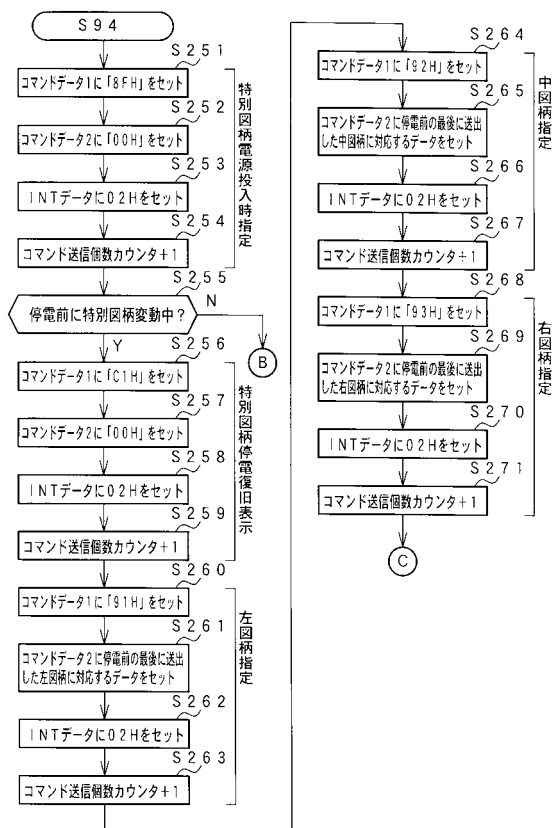 S94
S251
コマンドデータ1に「8FH」をセット
S252
コマンドデータ2に「00H」をセット
S253
INTデータに02Hをセット
S254
コマンド送信個数カウンタ+1
特別図柄電源投入時指定
S255
停電前に特別図柄変動中?
N
B
Y
S256
コマンドデータ1に「C1H」をセット
S257
コマンドデータ2に「00H」をセット
S258
INTデータに02Hをセット
S259
コマンド送信個数カウンタ+1
特別図柄停電復旧表示
S260
コマンドデータ1に「91H」をセット
S261
コマンドデータ2に停電前の最後に送出
した左図柄に対応するデータをセット
S262
INTデータに02Hをセット
S263
コマンド送信個数カウンタ+1
左図柄指定
S264
コマンドデータ1に「92H」をセット
S265
コマンドデータ2に停電前の最後に送出
した中図柄に対応するデータをセット
S266
INTデータに02Hをセット
S267
コマンド送信個数カウンタ+1
中図柄指定
S268
コマンドデータ1に「93H」をセット
S269
コマンドデータ2に停電前の最後に送出
した右図柄に対応するデータをセット
S270
INTデータに02Hをセット
S271
コマンド送信個数カウンタ+1
右図柄指定
C